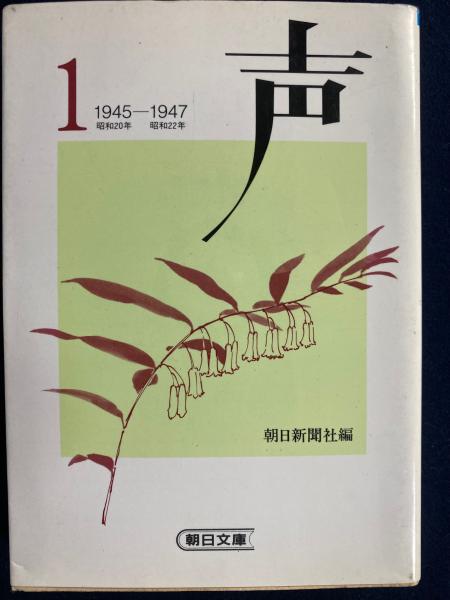 声
1
1945—1947
昭和20年 昭和22年
朝日新聞社編
朝日文庫